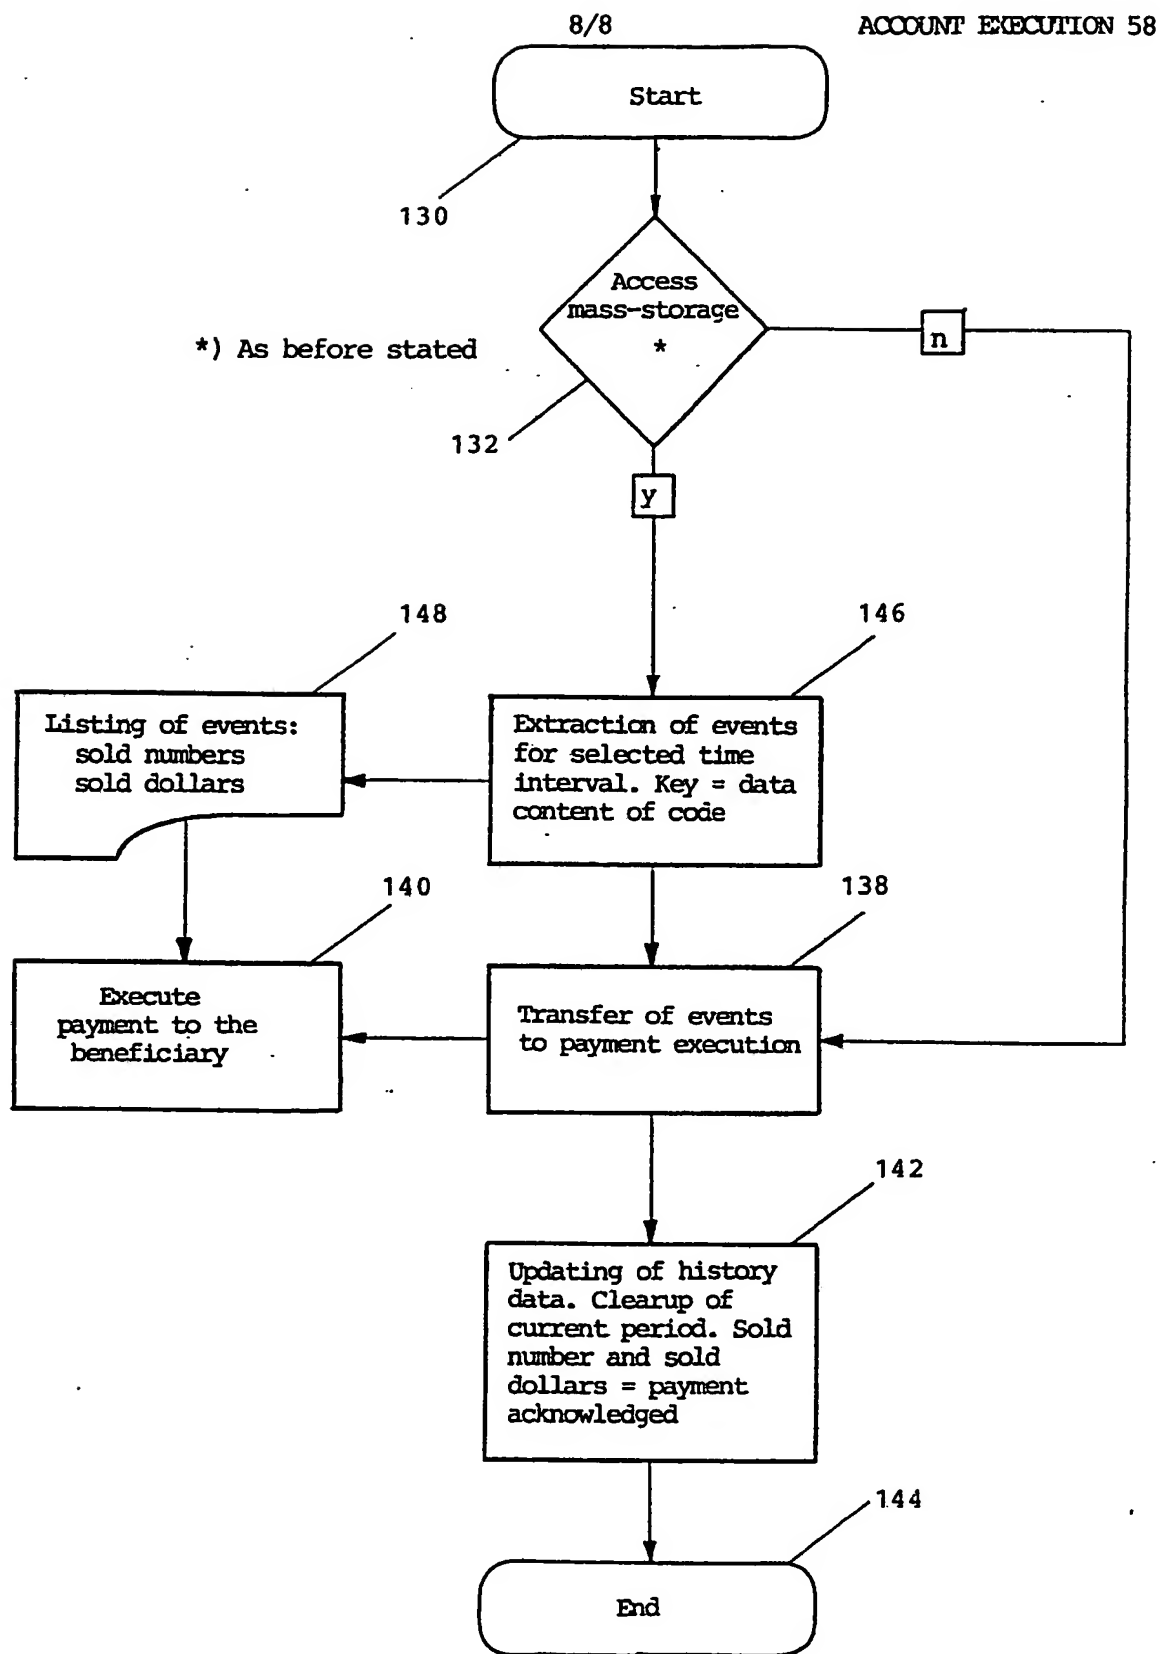 8/8
ACCOUNT EXECUTION 58
Start
130
Access
mass-storage
*
n
*) As before stated
132
y
148
146
Listing of events:
sold numbers
sold dollars
Extraction of events
for selected time
interval. Key = data
content of code
140
138
Execute
payment to the
beneficiary
Transfer of events
to payment execution
142
Updating of history
data. Clearup of
current period. Sold
number and sold
dollars = payment
acknowledged
144
End